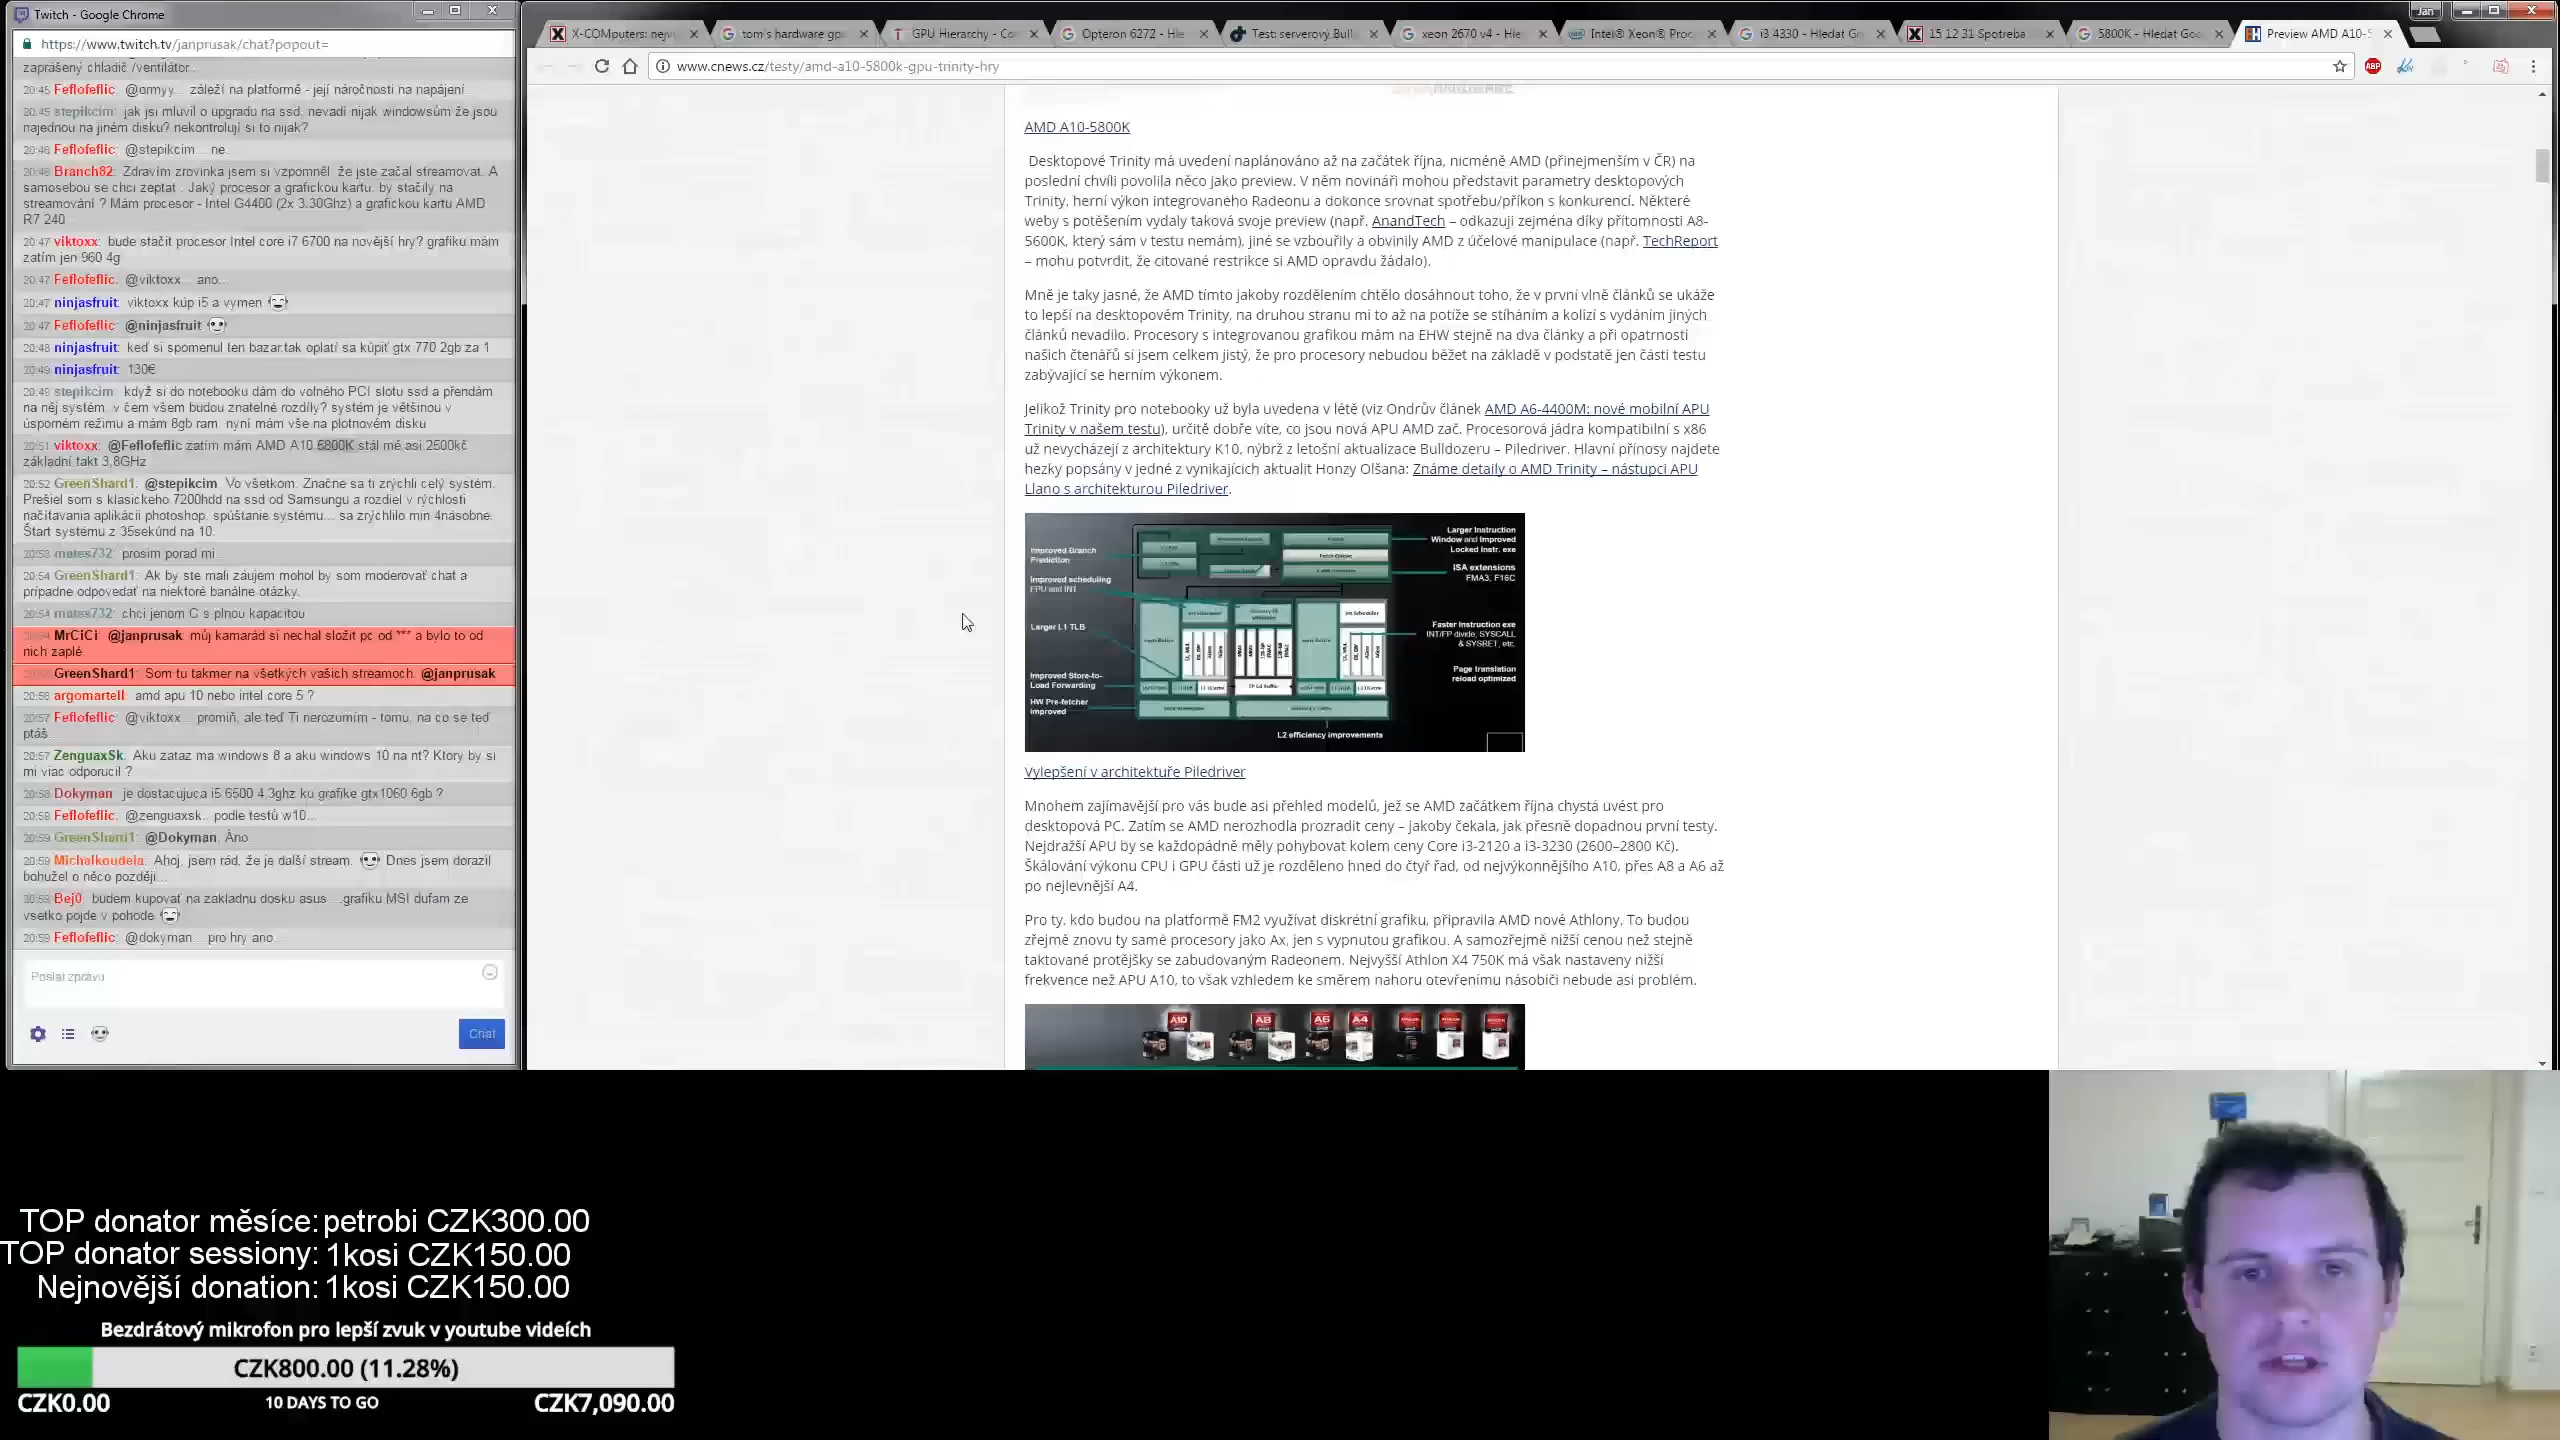 Twitch - Google Chrome
https://www.twitch.tv/janprusak/chat?popout=
zaprášený chladič /ventilátor...
20:45 Feflofeflic: @ormyy... záleží na platformě - její náročnosti na napájení...
20:45 stepikcim: jak jsi mluvil o upgradu na ssd, nevadí nijak windowsům že jsou
najednou na jiném disku? nekontrolují si to nijak?
20:46 Feflofeflic: @stepikcim... ne...
20:46 Branch82: Zdravím zrovinka jsem si vzpomněl že jste začal streamovat. A
samosebou se chci zeptat . Jaký procesor a grafickou kartu. by stačily na
streamování ? Mám procesor - Intel G4400 (2x 3.30Ghz) a grafickou kartu AMD
R7 240
20:47 viktoxx: bude stačit procesor Intel core i7 6700 na novější hry? grafiku mám
zatím jen 960 4g
20:47 Feflofeflic: @viktoxx... ano...
20:47 ninjasfruit: viktoxx kúp i5 a vymen
20:47 Feflofeflic: @ninjasfruit
20:48 ninjasfruit: keď si spomenul ten bazar.tak oplatí sa kúpiť gtx 770 2gb za 1
20:49 ninjasfruit: 130€
20:49 stepikcim: když si do notebooku dám do volného PCI slotu ssd a přendám
na něj systém, v čem všem budou znatelné rozdíly? systém je většinou v
úsporném režimu a mám 8gb ram. nyní mám vše na plotnovém disku
20:51 viktoxx: @Feflofeflic zatím mám AMD A10 5800K stál mě asi 2500kč
základní takt 3,8GHz
20:52 GreenShard1: @stepikcim Vo všetkom. Značne sa ti zrýchli celý systém.
Prešiel som s klasickeho 7200hdd na ssd od Samsungu a rozdiel v rýchlosti
načítavania aplikácii photoshop, spúštanie systému... sa zrýchlilo min 4násobne.
Štart systému z 35sekúnd na 10.
20:53 mates732: prosim porad mi
20:54 GreenShard1: Ak by ste mali záujem mohol by som moderovať chat a
prípadne odpovedať na niektoré banálne otázky.
20:54 mates732: chci jenom C s plnou kapacitou
MrCiCi: @janprusak můj kamarád si nechal složit pc od *** a bylo to od
nich zaplé
GreenShard1: Som tu takmer na všetkých vašich streamoch. @janprusak
20:56 argomartell: amd apu 10 nebo intel core 5 ?
20:57 Feflofeflic: @viktoxx... promiň, ale teď Ti nerozumím - tomu, na co se teď
ptáš...
20:57 ZenguaxSk: Aku zataz ma windows 8 a aku windows 10 na nt? Ktory by si
mi viac odporucil ?
20:58 Dokyman: je dostacujuca i5 6500 4,3ghz ku grafike gtx1060 6gb ?
20:58 Feflofeflic: @zenguaxsk.. podle testů w10...
20:59 GreenShard1: @Dokyman, Áno
20:59 Michalkoudela: Ahoj, jsem rád, že je další stream. Dnes jsem dorazil
bohužel o něco později...
20:59 Bej0: budem kupovať na zakladnu dosku asus ...grafiku MSI dufam ze
vsetko pojde v pohode
20:59 Feflofeflic: @dokyman... pro hry ano...
Poslat zprávu
Chat
X-COMputers: nejv
tom's hardware gp
GPU Hierarchy - Co
Opteron 6272 - Hle
Test: serverový Bull
xeon 2670 v4 - Hle
Intel® Xeon® Proc
i3 4330 - Hledat Go
15 12 31 Spotreba
5800K - Hledat Goo
Preview AMD A10-5
Jan
www.cnews.cz/testy/amd-a10-5800k-gpu-trinity-hry
ABP
AMD A10-5800K
Desktopové Trinity má uvedení naplánováno až na začátek října, nicméně AMD (přinejmenším v ČR) na
poslední chvíli povolila něco jako preview. V něm novináři mohou představit parametry desktopových
Trinity, herní výkon integrovaného Radeonu a dokonce srovnat spotřebu/příkon s konkurencí. Některé
weby s potěšením vydaly taková svoje preview (např. AnandTech – odkazuji zejména díky přítomnosti A8-
5600K, který sám v testu nemám), jiné se vzbouřily a obvinily AMD z účelové manipulace (např. TechReport
– mohu potvrdit, že citované restrikce si AMD opravdu žádalo).
Mně je taky jasné, že AMD tímto jakoby rozdělením chtělo dosáhnout toho, že v první vlně článků se ukáže
to lepší na desktopovém Trinity, na druhou stranu mi to až na potíže se stíháním a kolizí s vydáním jiných
článků nevadilo. Procesory s integrovanou grafikou mám na EHW stejně na dva články a při opatrnosti
našich čtenářů si jsem celkem jistý, že pro procesory nebudou běžet na základě v podstatě jen části testu
zabývající se herním výkonem.
Jelikož Trinity pro notebooky už byla uvedena v létě (viz Ondrův článek AMD A6-4400M: nové mobilní APU
Trinity v našem testu), určitě dobře víte, co jsou nová APU AMD zač. Procesorová jádra kompatibilní s x86
už nevycházejí z architektury K10, nýbrž z letošní aktualizace Bulldozeru – Piledriver. Hlavní přínosy najdete
hezky popsány v jedné z vynikajících aktualit Honzy Olšana: Známe detaily o AMD Trinity – nástupci APU
Llano s architekturou Piledriver.
Improved Branch
Prediction
Improved scheduling
FPU and INT
Larger L1 TLB
Improved Store-to-
Load Forwarding
HW Pre-fetcher
improved
Larger Instruction
Window and Improved
Locked Instr. exe
ISA extensions
FMA3, F16C
Faster Instruction exe
INT/FP divide, SYSCALL,
& SYSRET, etc.
Page translation
reload optimized
L2 efficiency improvements
Vylepšení v architektuře Piledriver
Mnohem zajímavější pro vás bude asi přehled modelů, jež se AMD začátkem října chystá uvést pro
desktopová PC. Zatím se AMD nerozhodla prozradit ceny – jakoby čekala, jak přesně dopadnou první testy.
Nejdražší APU by se každopádně měly pohybovat kolem ceny Core i3-2120 a i3-3230 (2600–2800 Kč).
Škálování výkonu CPU i GPU části už je rozděleno hned do čtyř řad, od nejvýkonnějšího A10, přes A8 a A6 až
po nejlevnější A4.
Pro ty, kdo budou na platformě FM2 využívat diskrétní grafiku, připravila AMD nové Athlony. To budou
zřejmě znovu ty samé procesory jako Ax, jen s vypnutou grafikou. A samozřejmě nižší cenou než stejně
taktované protějšky se zabudovaným Radeonem. Nejvyšší Athlon X4 750K má však nastaveny nižší
frekvence než APU A10, to však vzhledem ke směrem nahoru otevřenímu násobiči nebude asi problém.
A10 A8 A6 A4
TOP donator měsíce: petrobi CZK300.00
TOP donator sessiony: 1kosi CZK150.00
Nejnovější donation: 1kosi CZK150.00
Bezdrátový mikrofon pro lepší zvuk v youtube videích
CZK800.00 (11.28%)
CZK0.00 10 DAYS TO GO CZK7,090.00